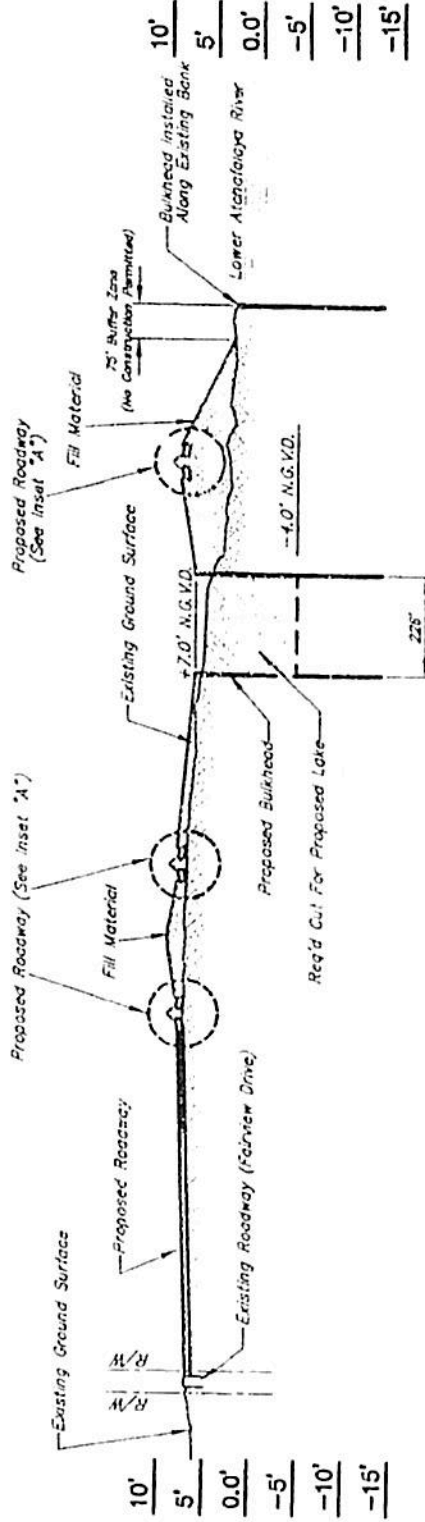 10'
5'
0.0'
-5'
-10'
-15'
Existing Ground Surface
R/W
R/W
Existing Roadway (Fairview Drive)
Proposed Roadway
Proposed Roadway (See Inset "A")
Fill Material
Existing Ground Surface
+7.0' N.G.V.D.
Proposed Bulkhead
Req'd Cut For Proposed Lake
-4.0' N.G.V.D.
226'
Proposed Roadway
(See Inset "A")
Fill Material
75' Buffer Zone
(No Construction Permitted)
Bulkhead Installed
Along Existing Bank
Lower Atchafalaya River
10'
5'
0.0'
-5'
-10'
-15'